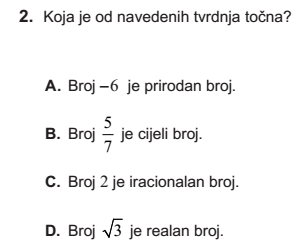 2. Koja je od navedenih tvrdnja točna?
A. Broj −6 je prirodan broj.
B. Broj 5/7 je cijeli broj.
C. Broj 2 je iracionalan broj.
D. Broj √3 je realan broj.